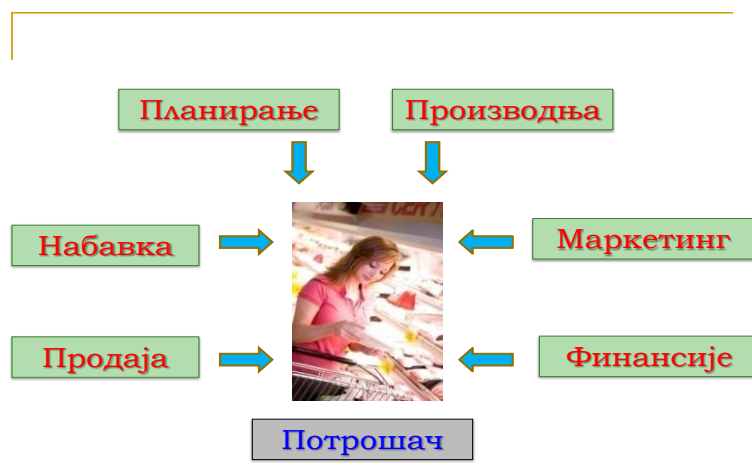 Планирање
Производња
Набавка
Маркетинг
Продаја
Финансије
Потрошач